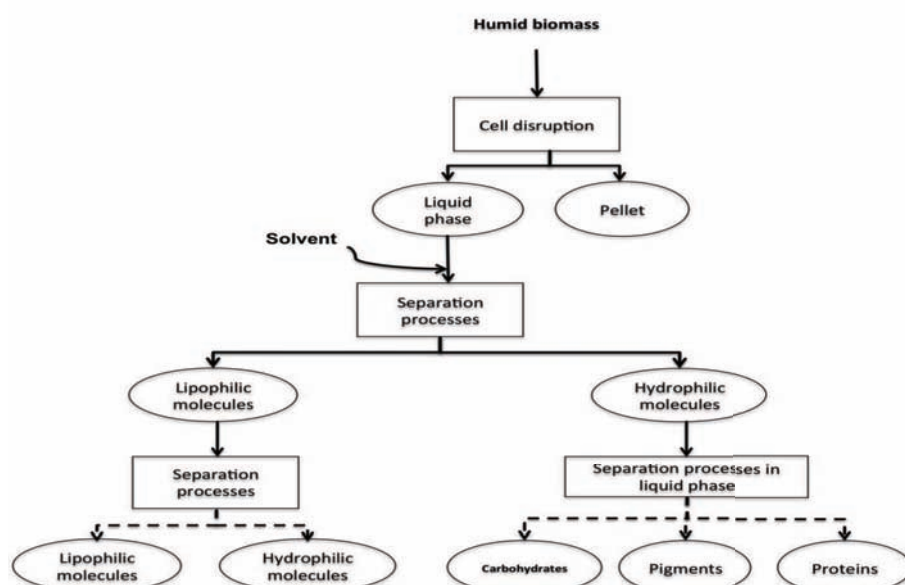 Humid biomass
Cell disruption
Liquid
phase
Pellet
Solvent
Separation
processes
Lipophilic
molecules
Hydrophilic
molecules
Separation
processes
Separation processes in
liquid phase
Lipophilic
molecules
Hydrophilic
molecules
Carbohydrates
Pigments
Proteins